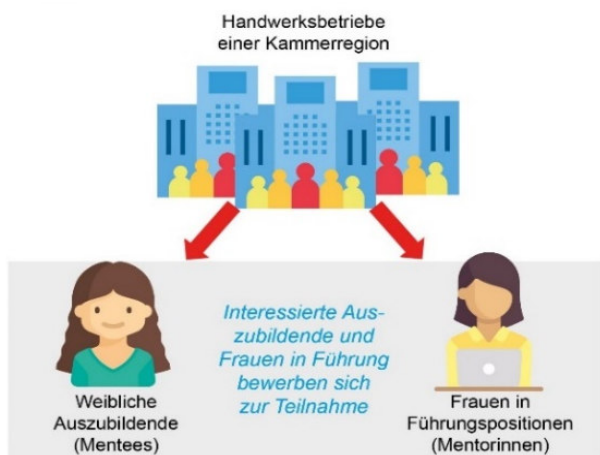 Handwerksbetriebe
einer Kammerregion
Interessierte Aus-
zubildende und
Frauen in Führung
bewerben sich
zur Teilnahme
Weibliche
Auszubildende
(Mentees)
Frauen in
Führungspositionen
(Mentorinnen)